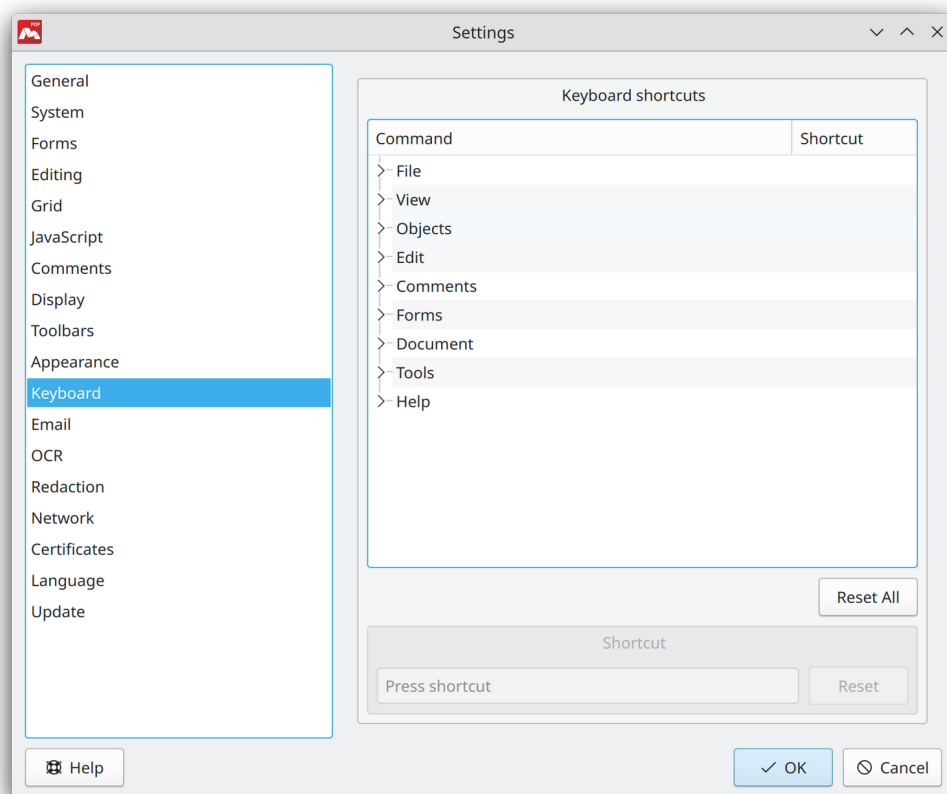 PDF
Settings
General
System
Forms
Editing
Grid
JavaScript
Comments
Display
Toolbars
Appearance
Keyboard
Email
OCR
Redaction
Network
Certificates
Language
Update
Keyboard shortcuts
Command Shortcut
File
View
Objects
Edit
Comments
Forms
Document
Tools
Help
Reset All
Shortcut
Press shortcut Reset
Help OK Cancel